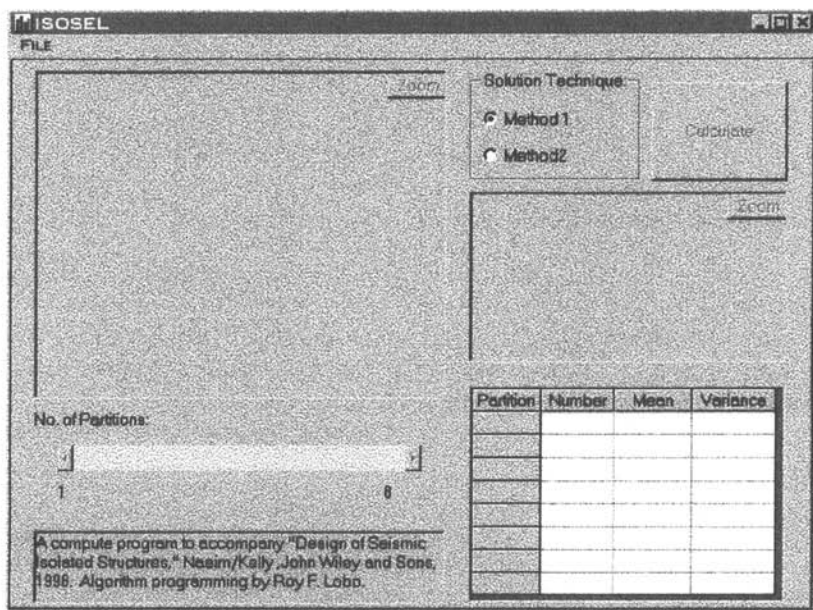 ISOSEL
FILE
Zoom
Solution Technique:
Method 1
Method2
Calculate
Zoom
No. of Partitions:
1 8
Partition Number Mean Variance
A compute program to accompany "Design of Seismic
Isolated Structures," Naeim/Kelly, John Wiley and Sons,
1998. Algorithm programming by Roy F. Lobo.